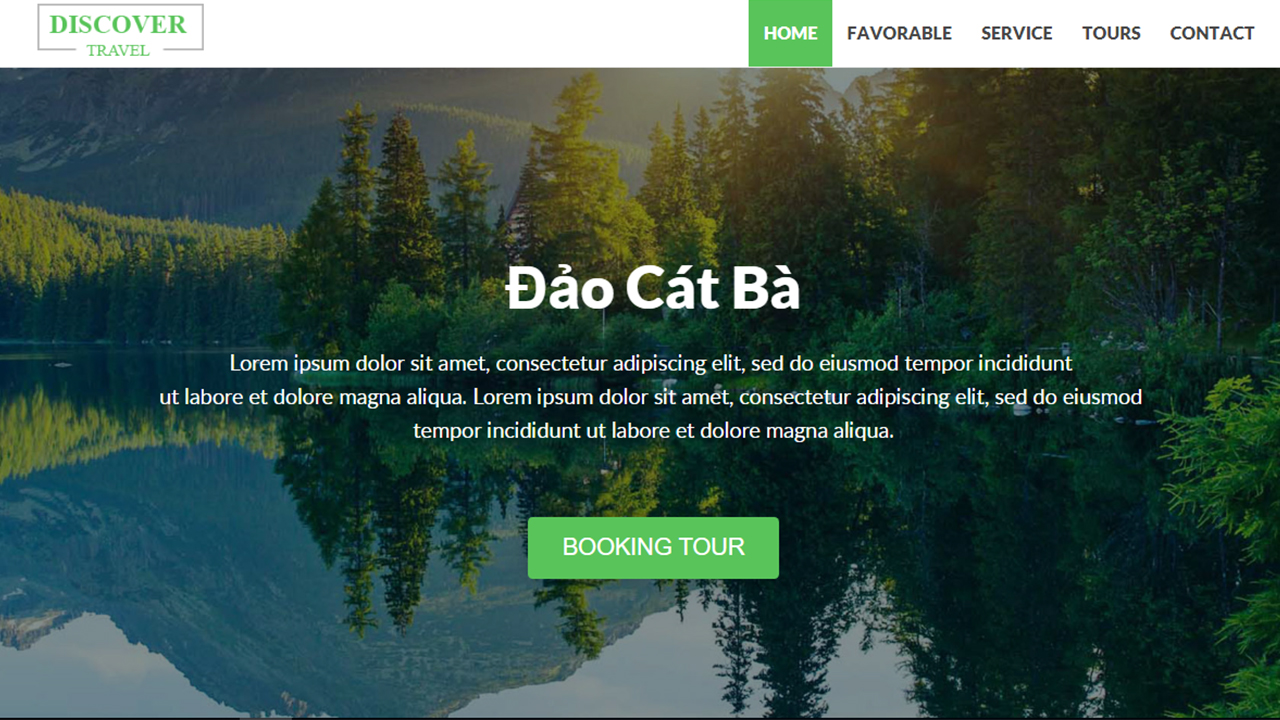 DISCOVER
TRAVEL
HOME FAVORABLE SERVICE TOURS CONTACT
Đảo Cát Bà
Lorem ipsum dolor sit amet, consectetur adipiscing elit, sed do eiusmod tempor incididunt
ut labore et dolore magna aliqua. Lorem ipsum dolor sit amet, consectetur adipiscing elit, sed do eiusmod
tempor incididunt ut labore et dolore magna aliqua.
BOOKING TOUR